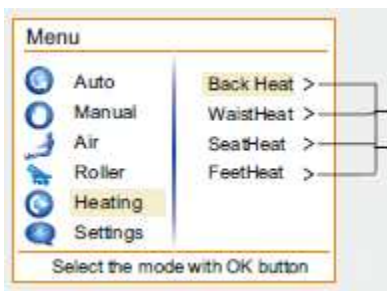 Menu
Auto
Manual
Air
Roller
Heating
Settings
Back Heat >
WaistHeat >
SeatHeat >
FeetHeat >
Select the mode with OK button